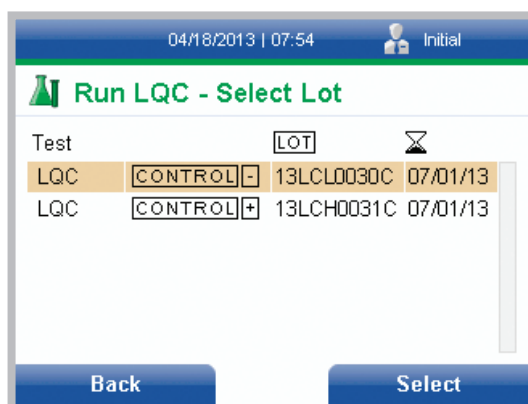 04/18/2013 | 07:54 Initial
Run LQC - Select Lot
Test LOT
LQC CONTROL - 13LCL0030C 07/01/13
LQC CONTROL + 13LCH0031C 07/01/13
Back Select